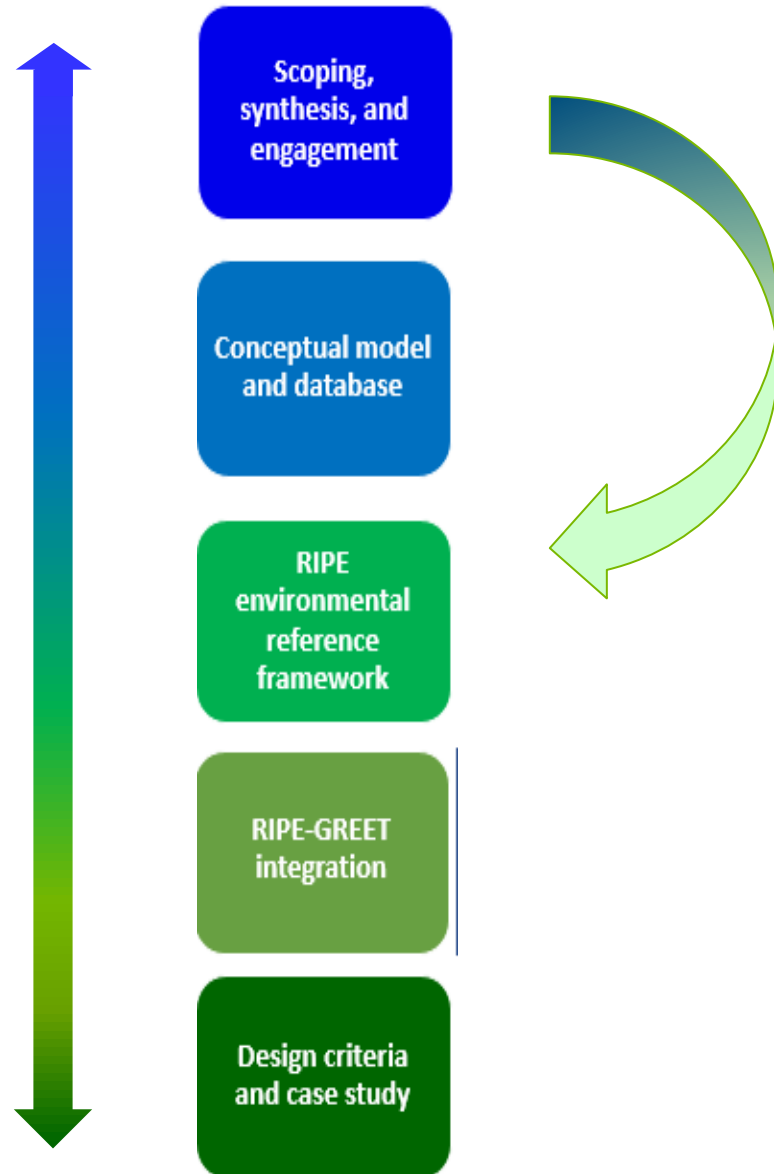 Scoping,
synthesis, and
engagement
Conceptual model
and database
RIPE
environmental
reference
framework
RIPE-GREET
integration
Design criteria
and case study